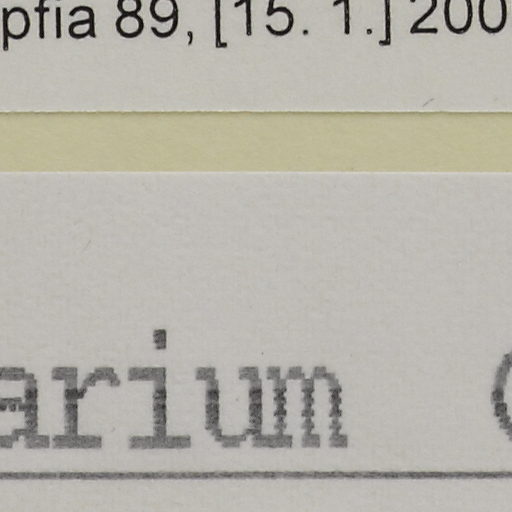 pfia 89, [15. 1.] 200
arium